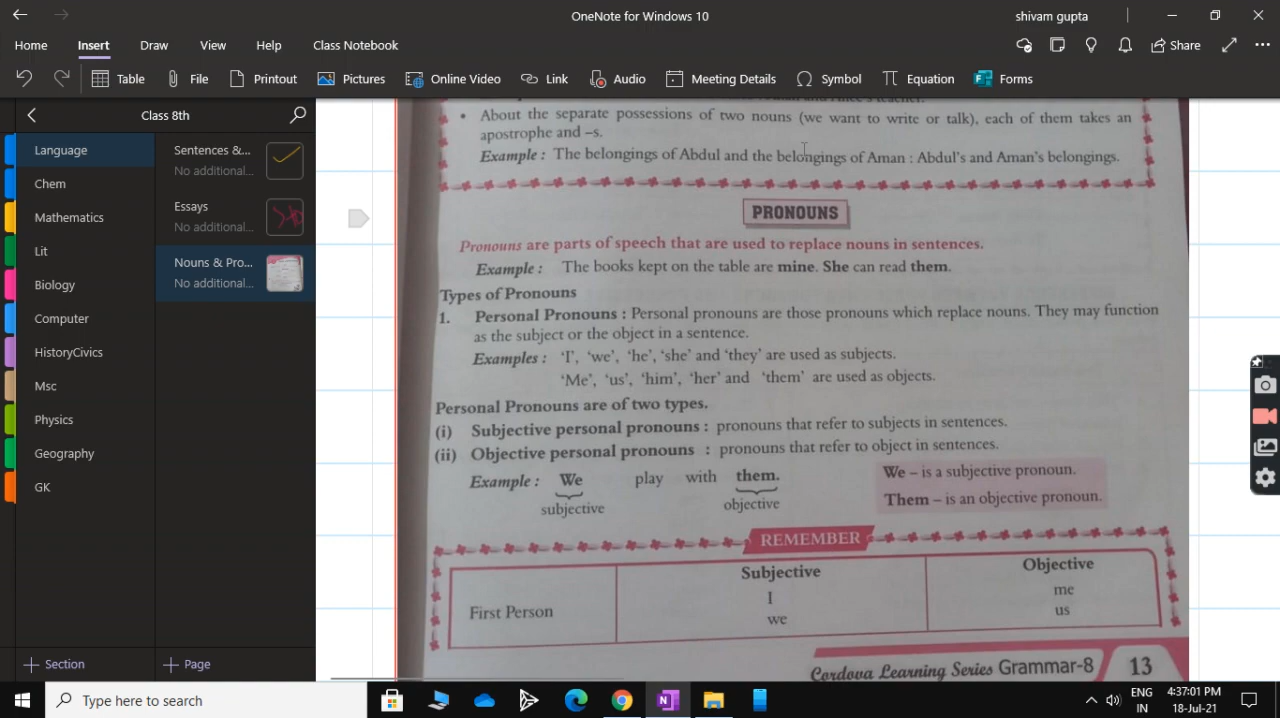 OneNote for Windows 10
shivam gupta
Home Insert Draw View Help Class Notebook
Share
Table File Printout Pictures Online Video Link Audio Meeting Details Symbol Equation Forms
Class 8th
Language
Chem
Mathematics
Lit
Biology
Computer
HistoryCivics
Msc
Physics
Geography
GK
Sentences &...
No additional...
Essays
No additional...
Nouns & Pro...
No additional...
• About the separate possessions of two nouns (we want to write or talk), each of them takes an
apostrophe and –s.
Example : The belongings of Abdul and the belongings of Aman : Abdul's and Aman's belongings.
PRONOUNS
Pronouns are parts of speech that are used to replace nouns in sentences.
Example : The books kept on the table are mine. She can read them.
Types of Pronouns
1. Personal Pronouns : Personal pronouns are those pronouns which replace nouns. They may function
as the subject or the object in a sentence.
Examples : 'I', 'we', 'he', 'she' and 'they' are used as subjects.
'Me', 'us', 'him', 'her' and 'them' are used as objects.
Personal Pronouns are of two types.
(i) Subjective personal pronouns : pronouns that refer to subjects in sentences.
(ii) Objective personal pronouns : pronouns that refer to object in sentences.
Example : We play with them.
subjective objective
We – is a subjective pronoun.
Them – is an objective pronoun.
REMEMBER
Subjective Objective
First Person I me
we us
Cordova Learning Series Grammar-8 13
+ Section + Page
Type here to search
ENG
IN
4:37:01 PM
18-Jul-21